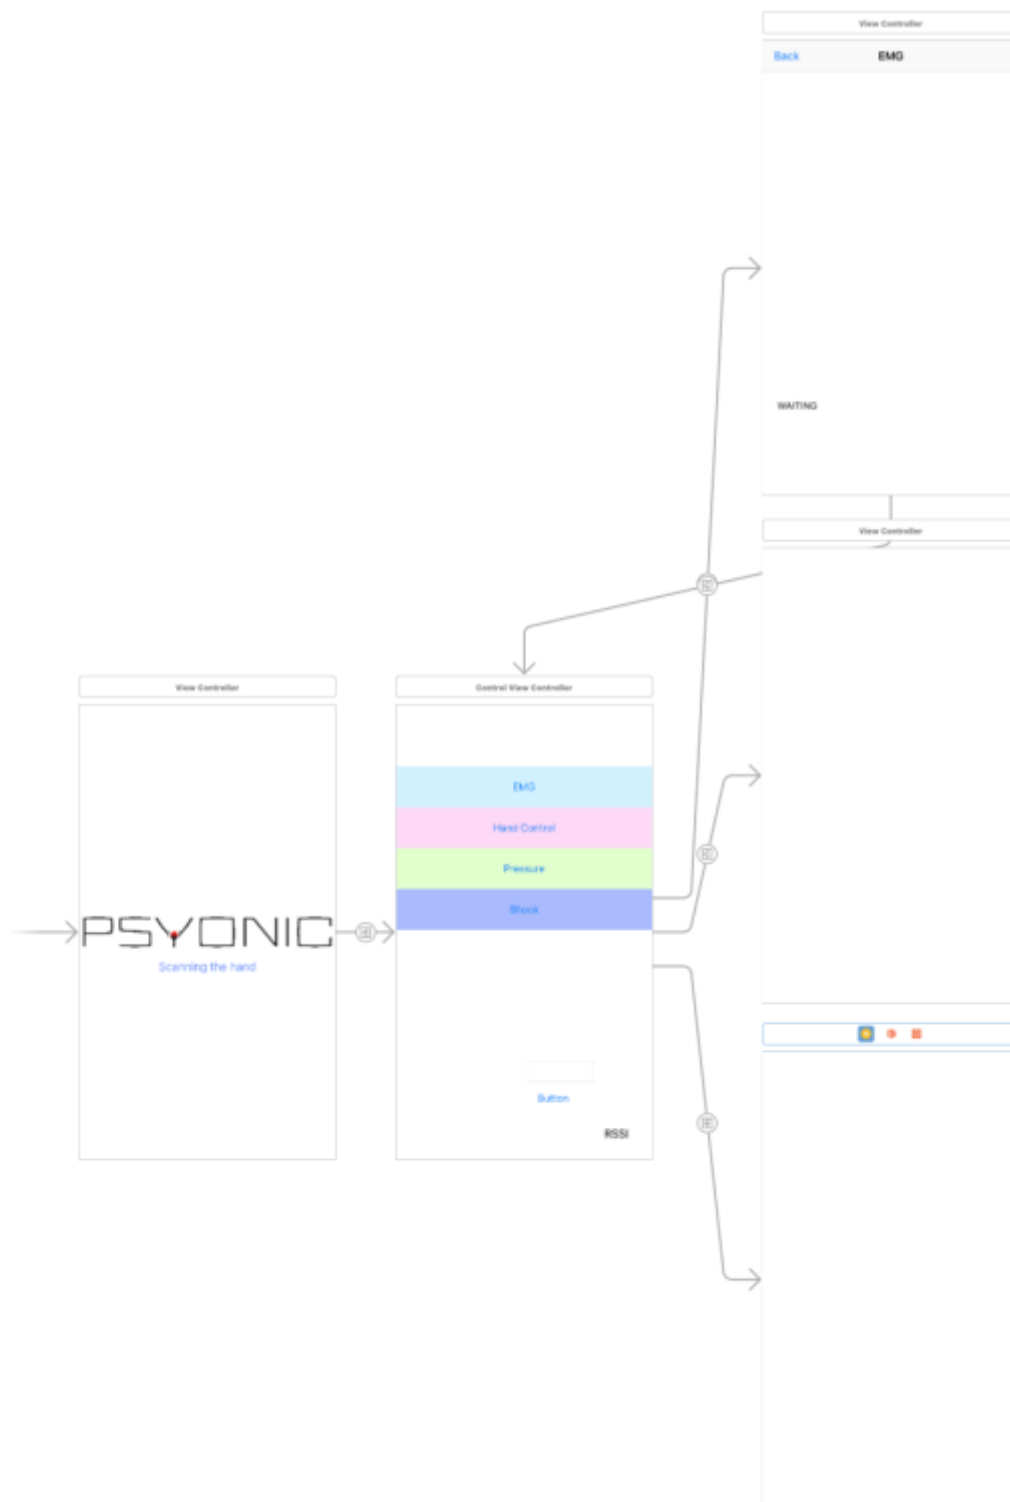 View Controller
Back
EMG
WAITING
View Controller
View Controller
Control View Controller
EMG
Hand Control
Pressure
Shock
PSYONIC
Scanning the hand
Button
RSSI